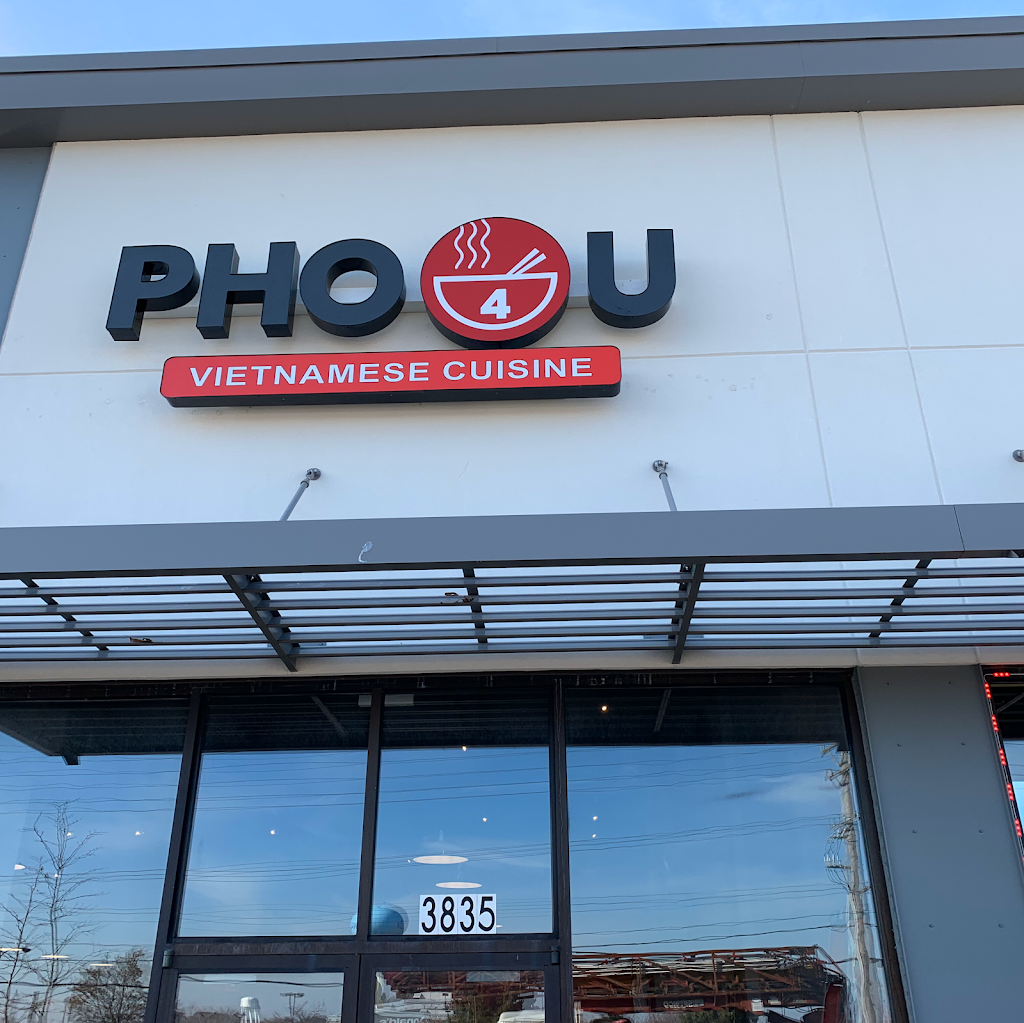 PHO 4 U
VIETNAMESE CUISINE
3835